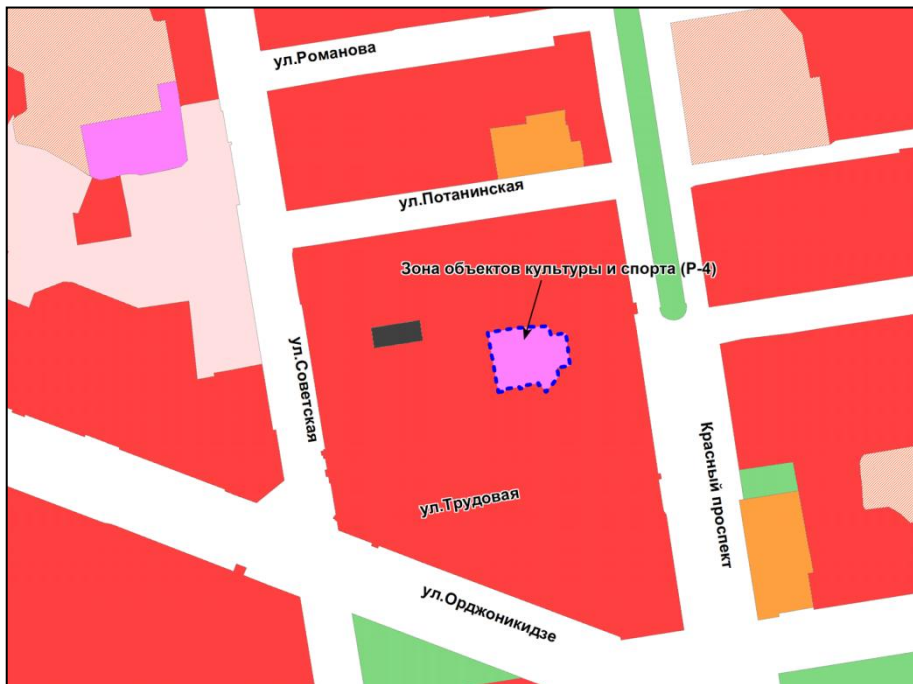 ул.Романова
ул.Потанинская
Зона объектов культуры и спорта (Р-4)
ул.Советская
Красный проспект
ул.Трудовая
ул.Орджоникидзе